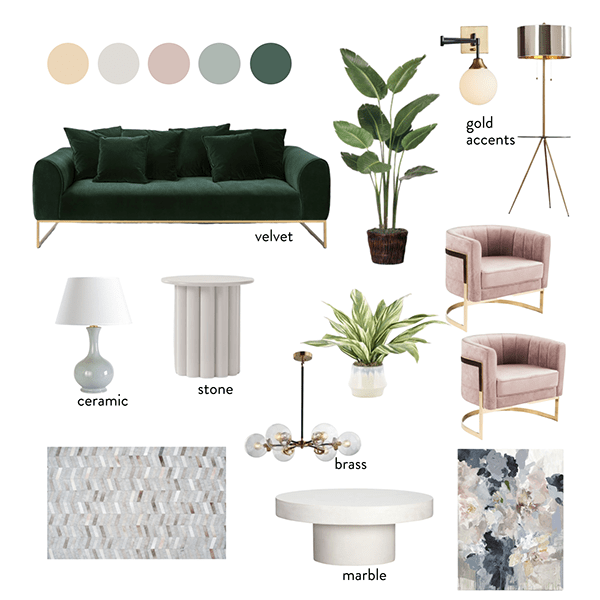 gold
accents
velvet
ceramic
stone
brass
marble